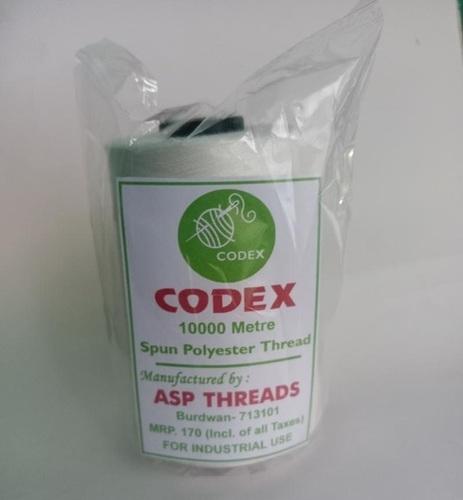 CODEX
CODEX
10000 Metre
Spun Polyester Thread
Manufactured by :
ASP THREADS
Burdwan- 713101
MRP. 170 (Incl. of all Taxes)
FOR INDUSTRIAL USE